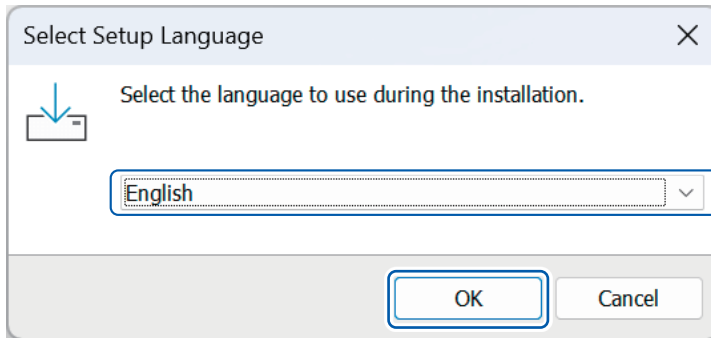 Select Setup Language
Select the language to use during the installation.
English
OK
Cancel